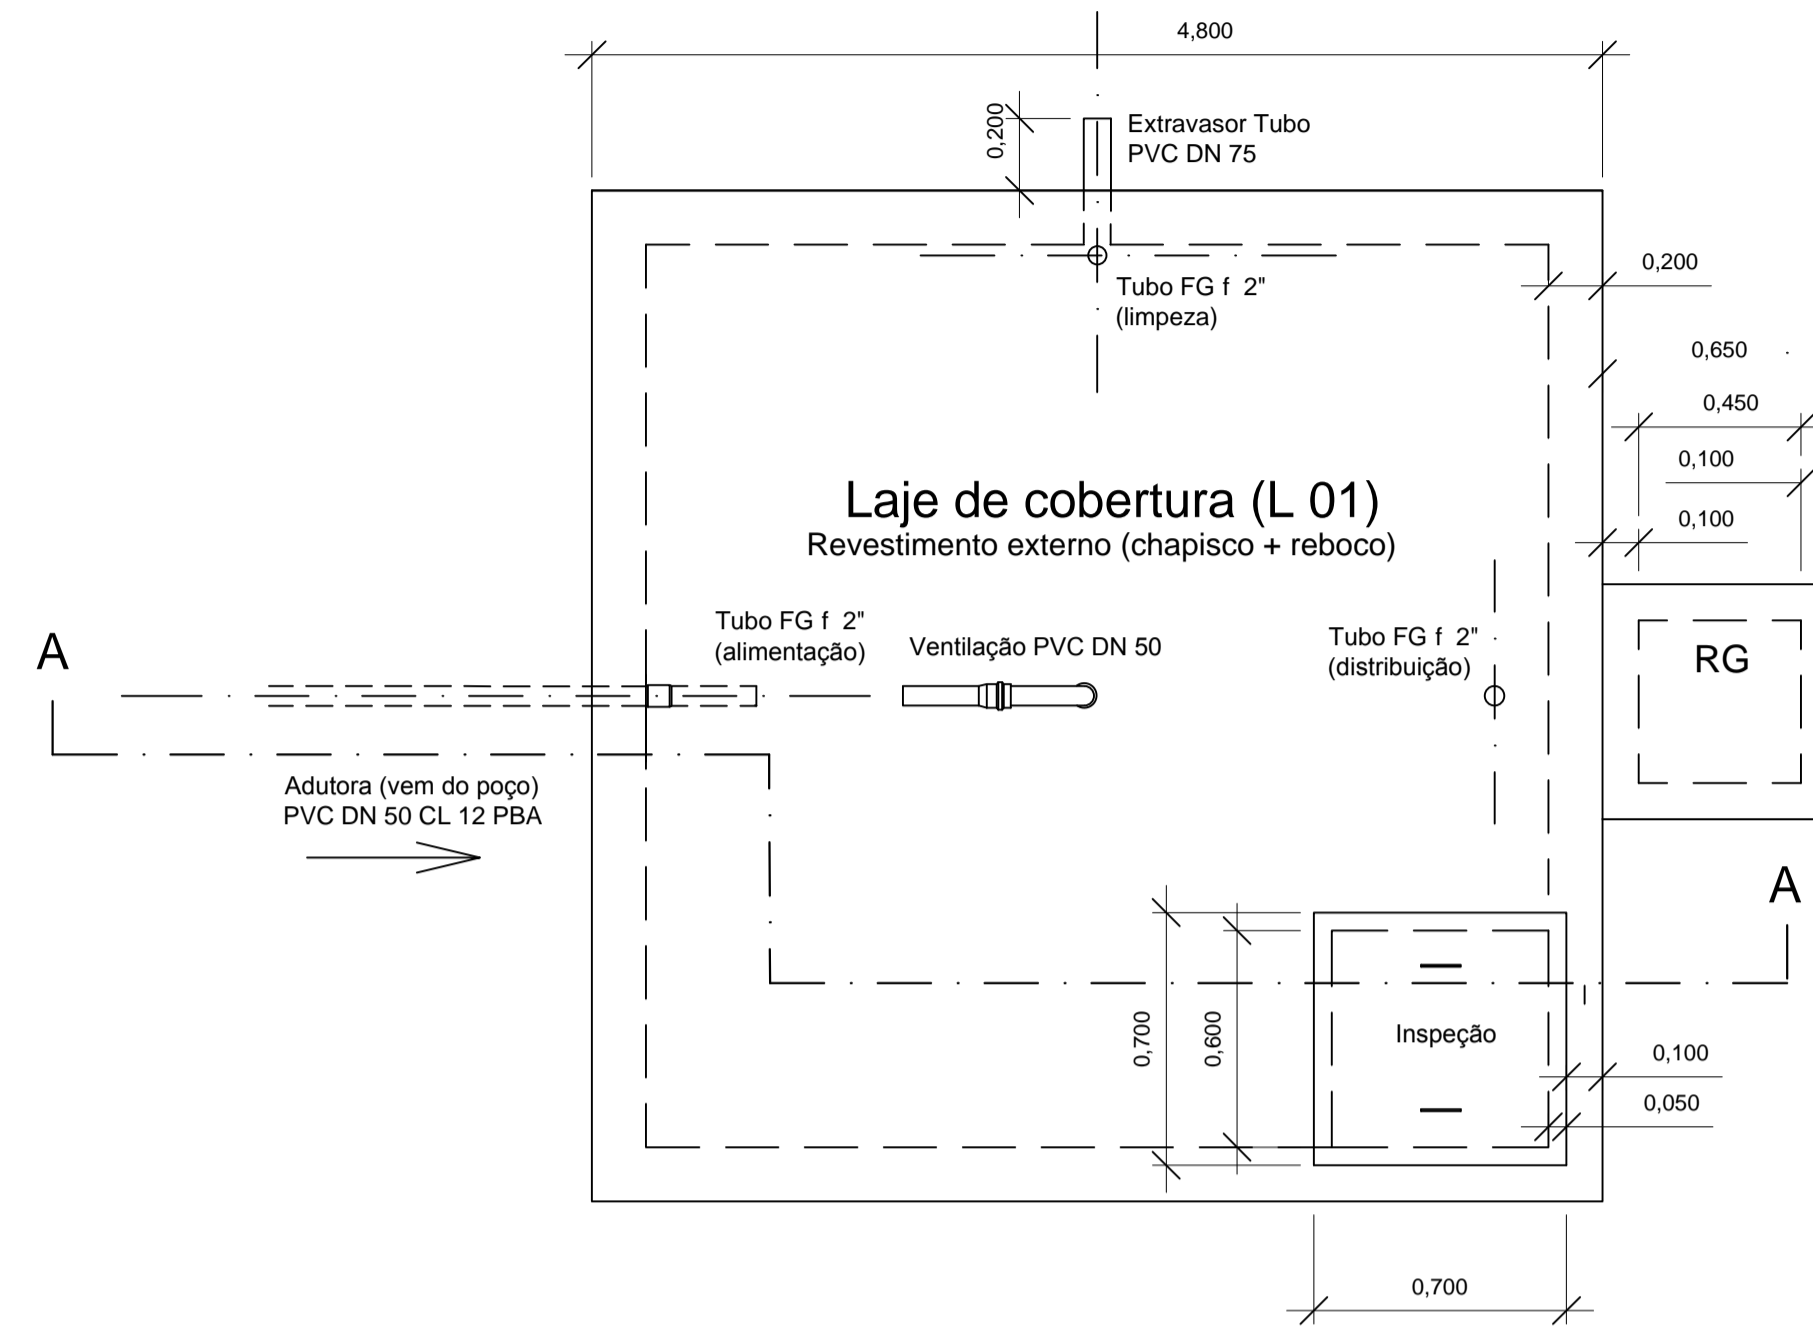 4,800
0,200
Extravasor Tubo
PVC DN 75
0,200
Tubo FG f 2"
(limpeza)
0,650
0,450
0,100
0,100
Laje de cobertura (L 01)
Revestimento externo (chapisco + reboco)
A
Tubo FG f 2"
(alimentação)
Ventilação PVC DN 50
Tubo FG f 2"
(distribuição)
RG
Adutora (vem do poço)
PVC DN 50 CL 12 PBA
A
0,700
0,600
Inspeção
0,100
0,050
0,700